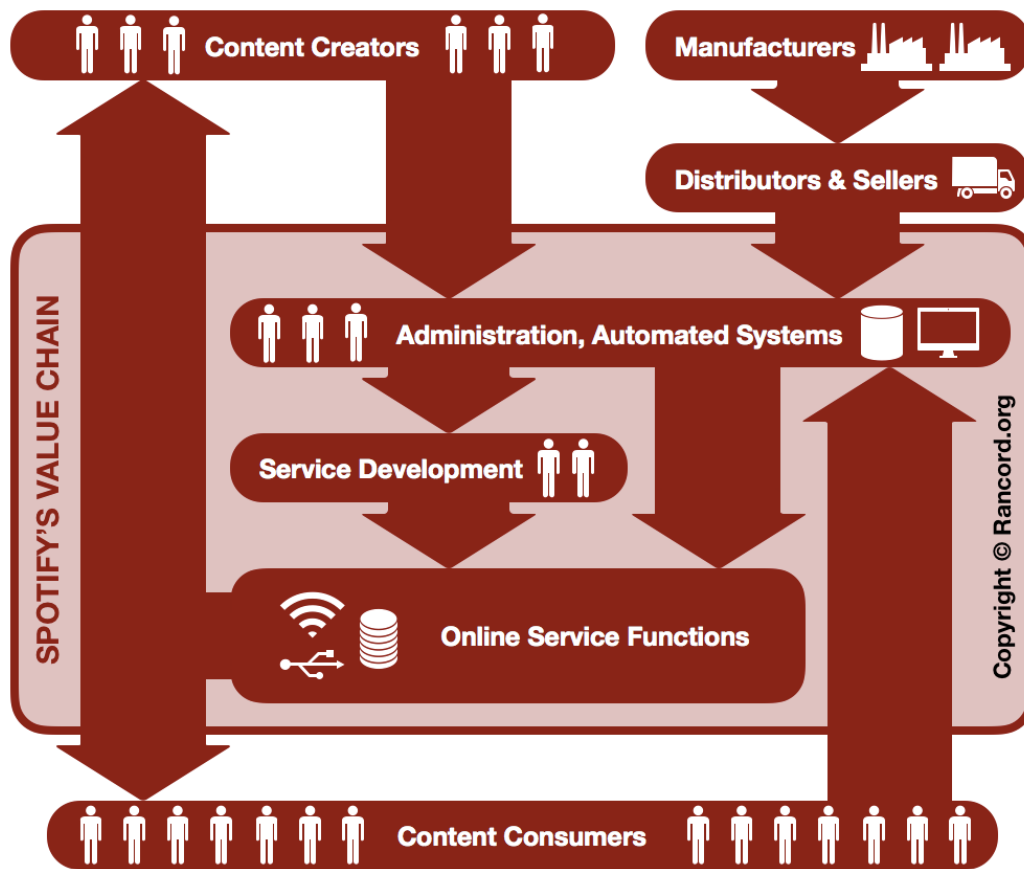 Content Creators
Manufacturers
Distributors & Sellers
SPOTIFY'S VALUE CHAIN
Administration, Automated Systems
Service Development
Online Service Functions
Copyright © Rancord.org
Content Consumers